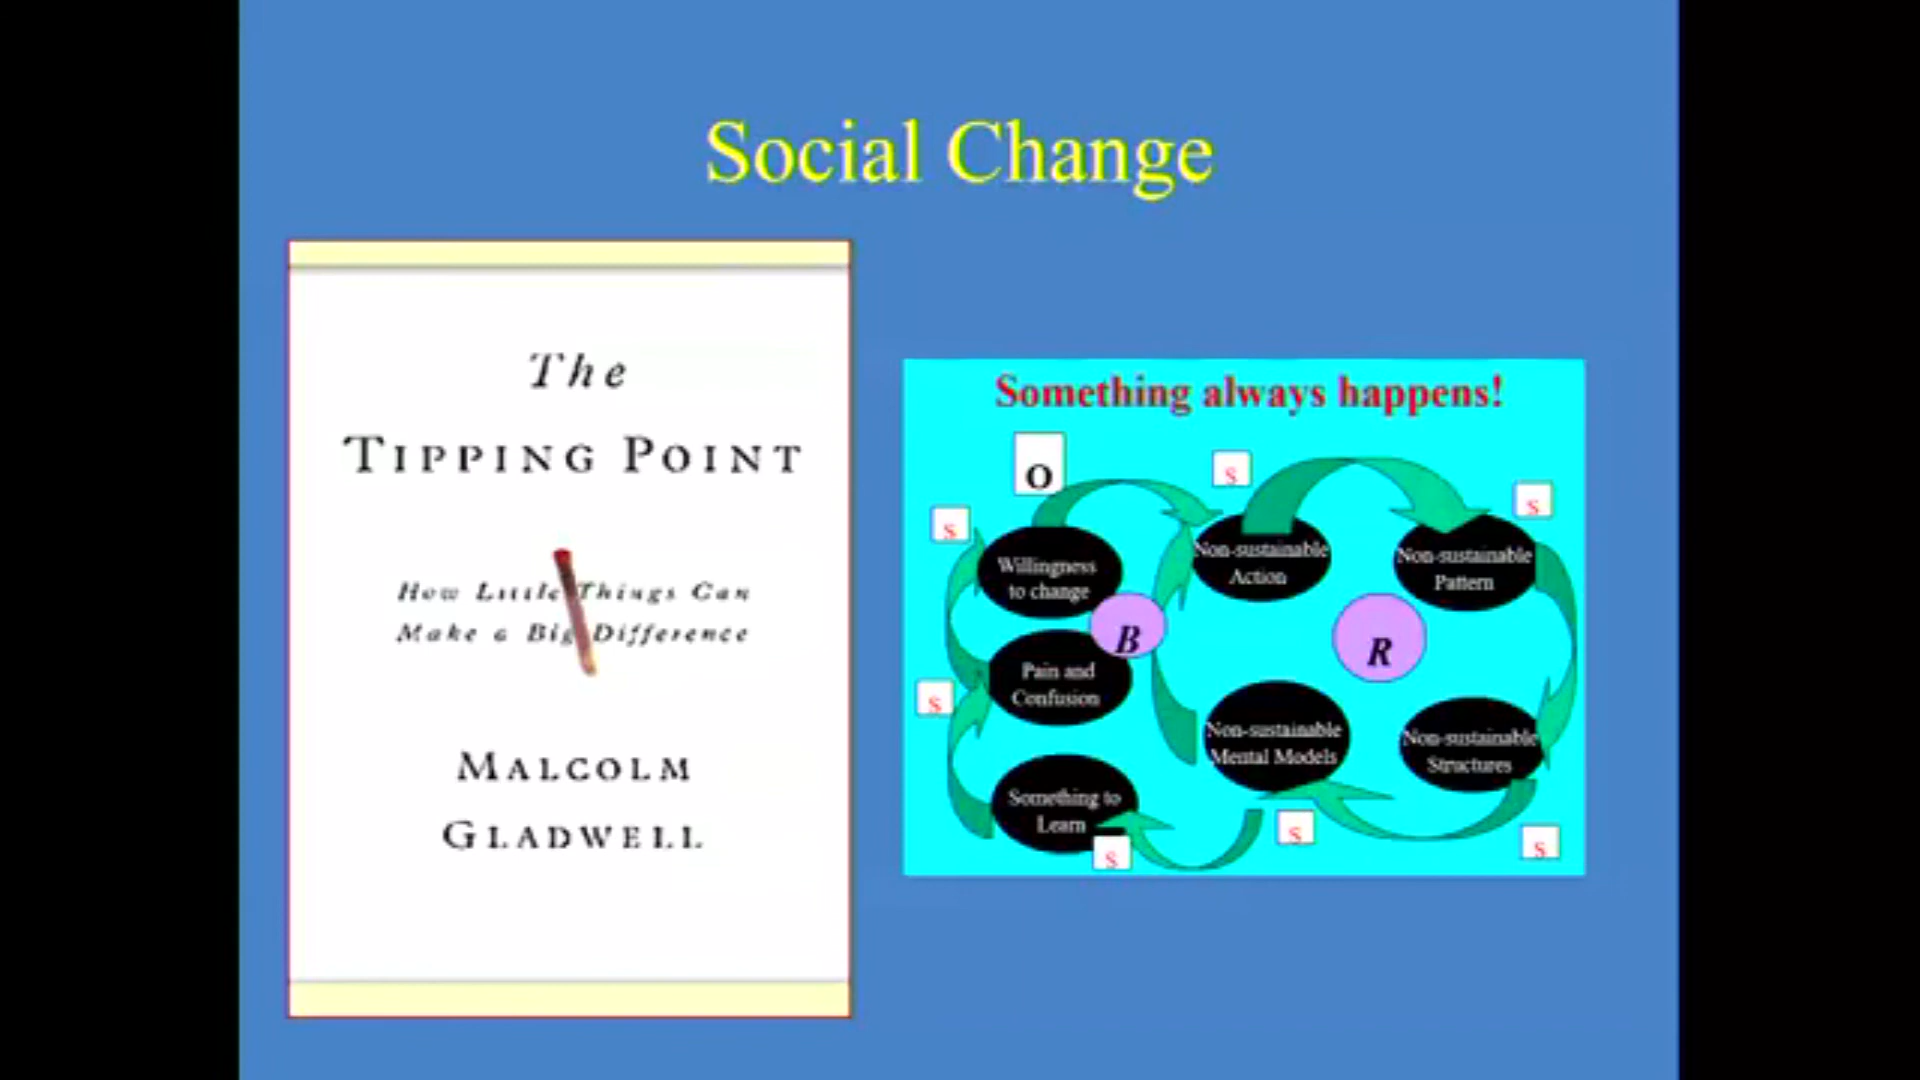 Social Change
The
TIPPING POINT
How Little Things Can
Make a Big Difference
MALCOLM
GLADWELL
Something always happens!
O
S
S
S
Willingness
to change
Non-sustainable
Action
Non-sustainable
Pattern
B
R
Pain and
Confusion
S
Non-sustainable
Mental Models
Non-sustainable
Structures
Something to
Learn
S
S
S